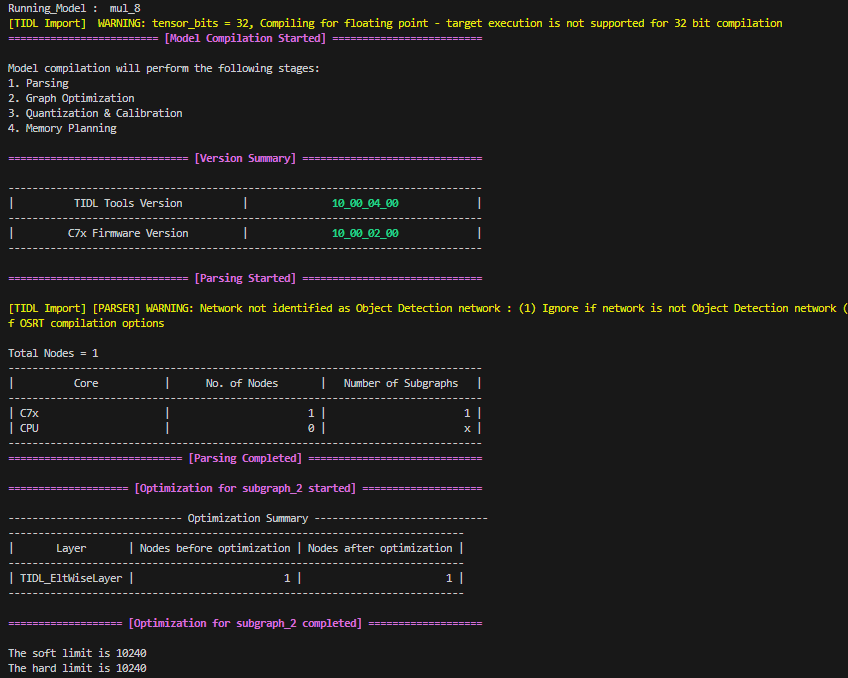 Running_Model :  mul_8
[TIDL Import]  WARNING: tensor_bits = 32, Compiling for floating point - target execution is not supported for 32 bit compilation
========================= [Model Compilation Started] =========================
Model compilation will perform the following stages:
1. Parsing
2. Graph Optimization
3. Quantization & Calibration
4. Memory Planning
============================== [Version Summary] ==============================
-------------------------------------------------------------------------------
|          TIDL Tools Version          |              10_00_04_00             |
-------------------------------------------------------------------------------
|         C7x Firmware Version         |              10_00_02_00             |
-------------------------------------------------------------------------------
============================== [Parsing Started] ==============================
[TIDL Import] [PARSER] WARNING: Network not identified as Object Detection network : (1) Ignore if network is not Object Detection network (
f OSRT compilation options
Total Nodes = 1
-------------------------------------------------------------------------------
|          Core           |      No. of Nodes       |   Number of Subgraphs   |
-------------------------------------------------------------------------------
| C7x                     |                       1 |                       1 |
| CPU                     |                       0 |                       x |
-------------------------------------------------------------------------------
============================= [Parsing Completed] =============================
==================== [Optimization for subgraph_2 started] ====================
----------------------------- Optimization Summary -----------------------------
----------------------------------------------------------------------------
|       Layer       | Nodes before optimization | Nodes after optimization |
----------------------------------------------------------------------------
| TIDL_EltWiseLayer |                         1 |                        1 |
----------------------------------------------------------------------------
=================== [Optimization for subgraph_2 completed] ===================
The soft limit is 10240
The hard limit is 10240